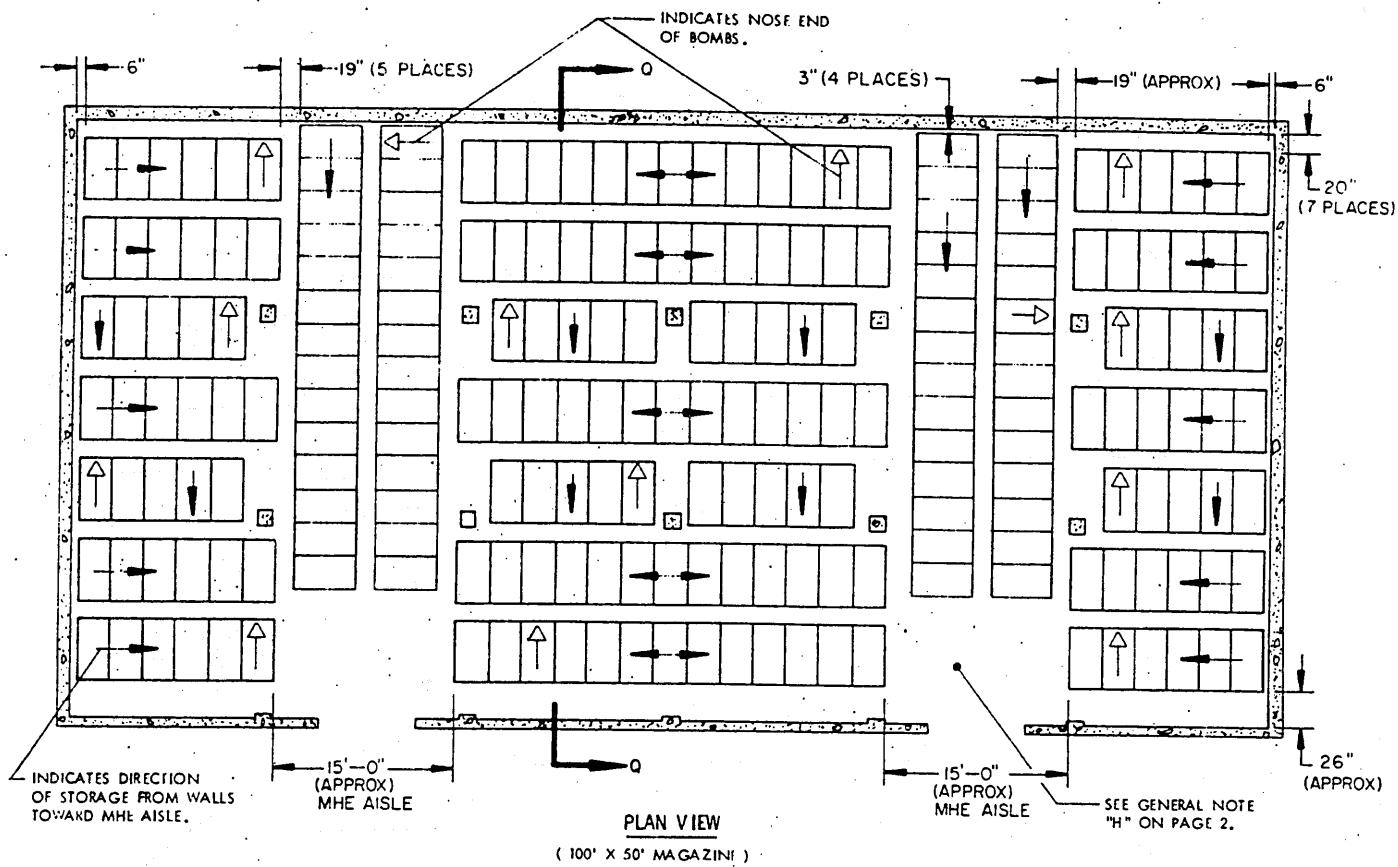 INDICATES NOSE END
OF BOMBS.
6"
19" (5 PLACES)
Q
3" (4 PLACES)
19" (APPROX)
6"
20"
(7 PLACES)
INDICATES DIRECTION
OF STORAGE FROM WALLS
TOWARD MHE AISLE.
15'-0"
(APPROX)
MHE AISLE
Q
15'-0"
(APPROX)
MHE AISLE
SEE GENERAL NOTE
"H" ON PAGE 2.
26"
(APPROX)
PLAN VIEW
( 100' X 50' MAGAZINE )